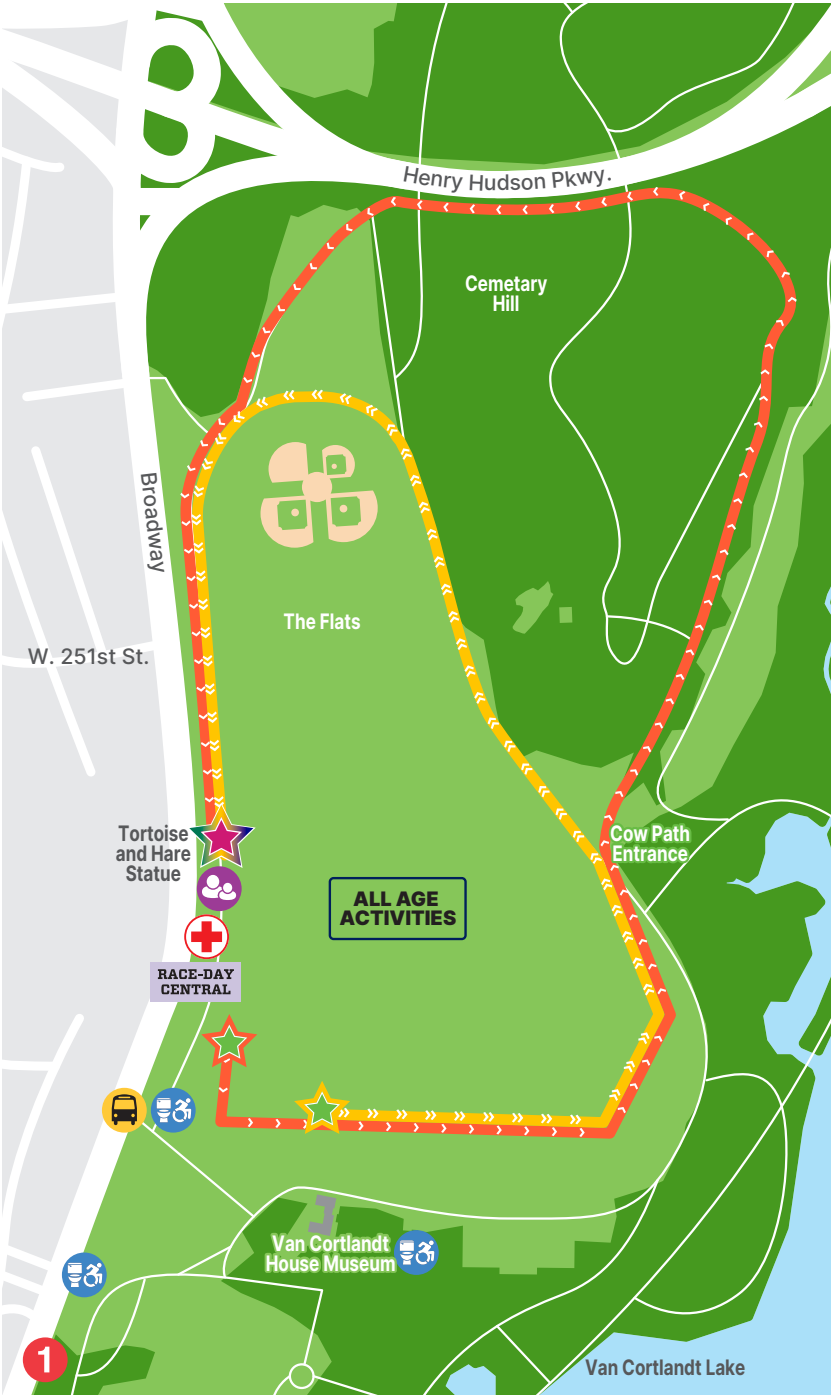 Henry Hudson Pkwy.
Cemetary
Hill
Broadway
The Flats
W. 251st St.
Tortoise
and Hare
Statue
Cow Path
Entrance
ALL AGE
ACTIVITIES
RACE-DAY
CENTRAL
Van Cortlandt
House Museum
1
Van Cortlandt Lake